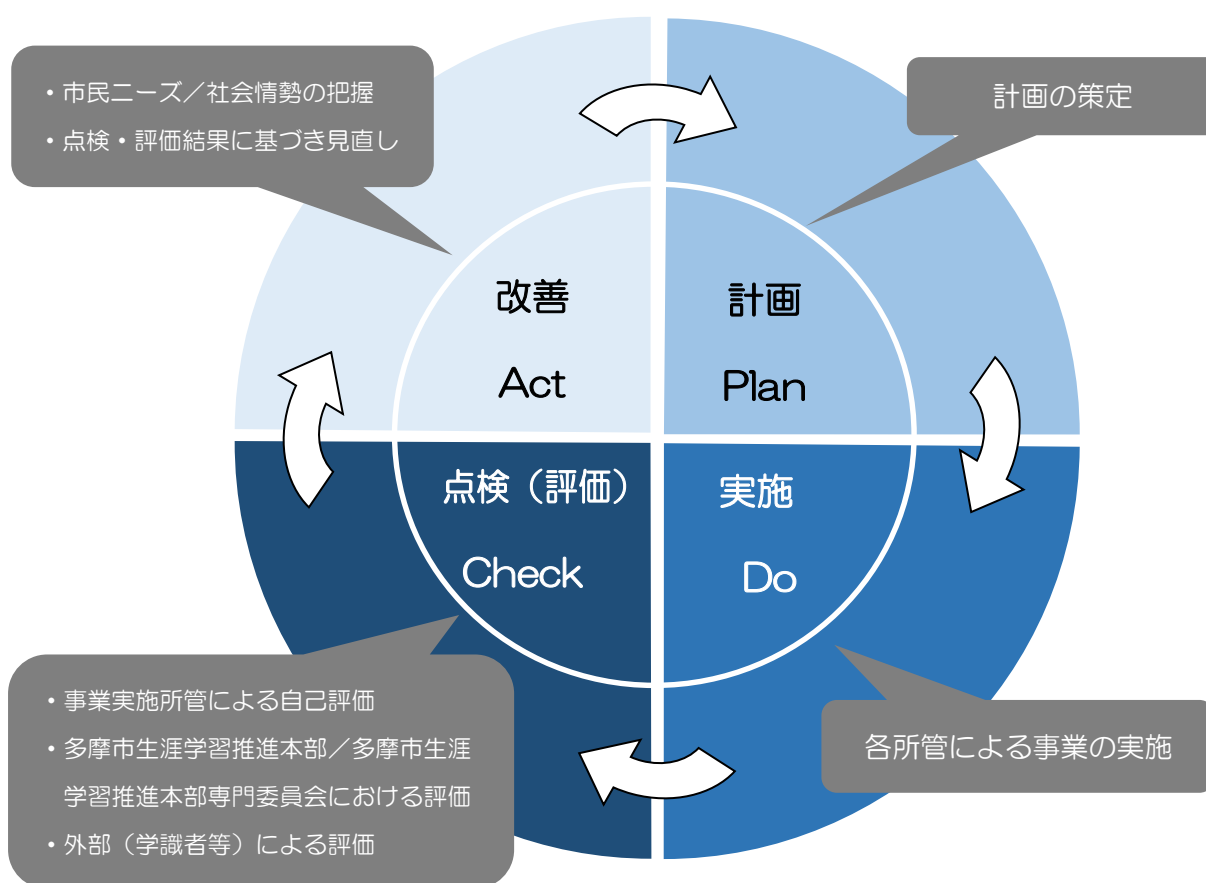 ・市民ニーズ／社会情勢の把握
・点検・評価結果に基づき見直し
計画の策定
改善
Act
計画
Plan
点検（評価）
Check
実施
Do
・事業実施所管による自己評価
・多摩市生涯学習推進本部／多摩市生涯
学習推進本部専門委員会における評価
・外部（学識者等）による評価
各所管による事業の実施